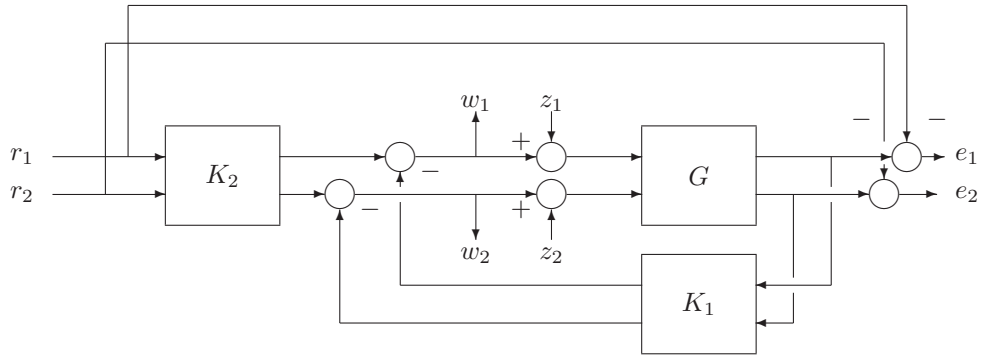 w₁ z₁
− −
r₁ + e₁
K₂ − G
r₂ − + e₂
w₂ z₂
K₁